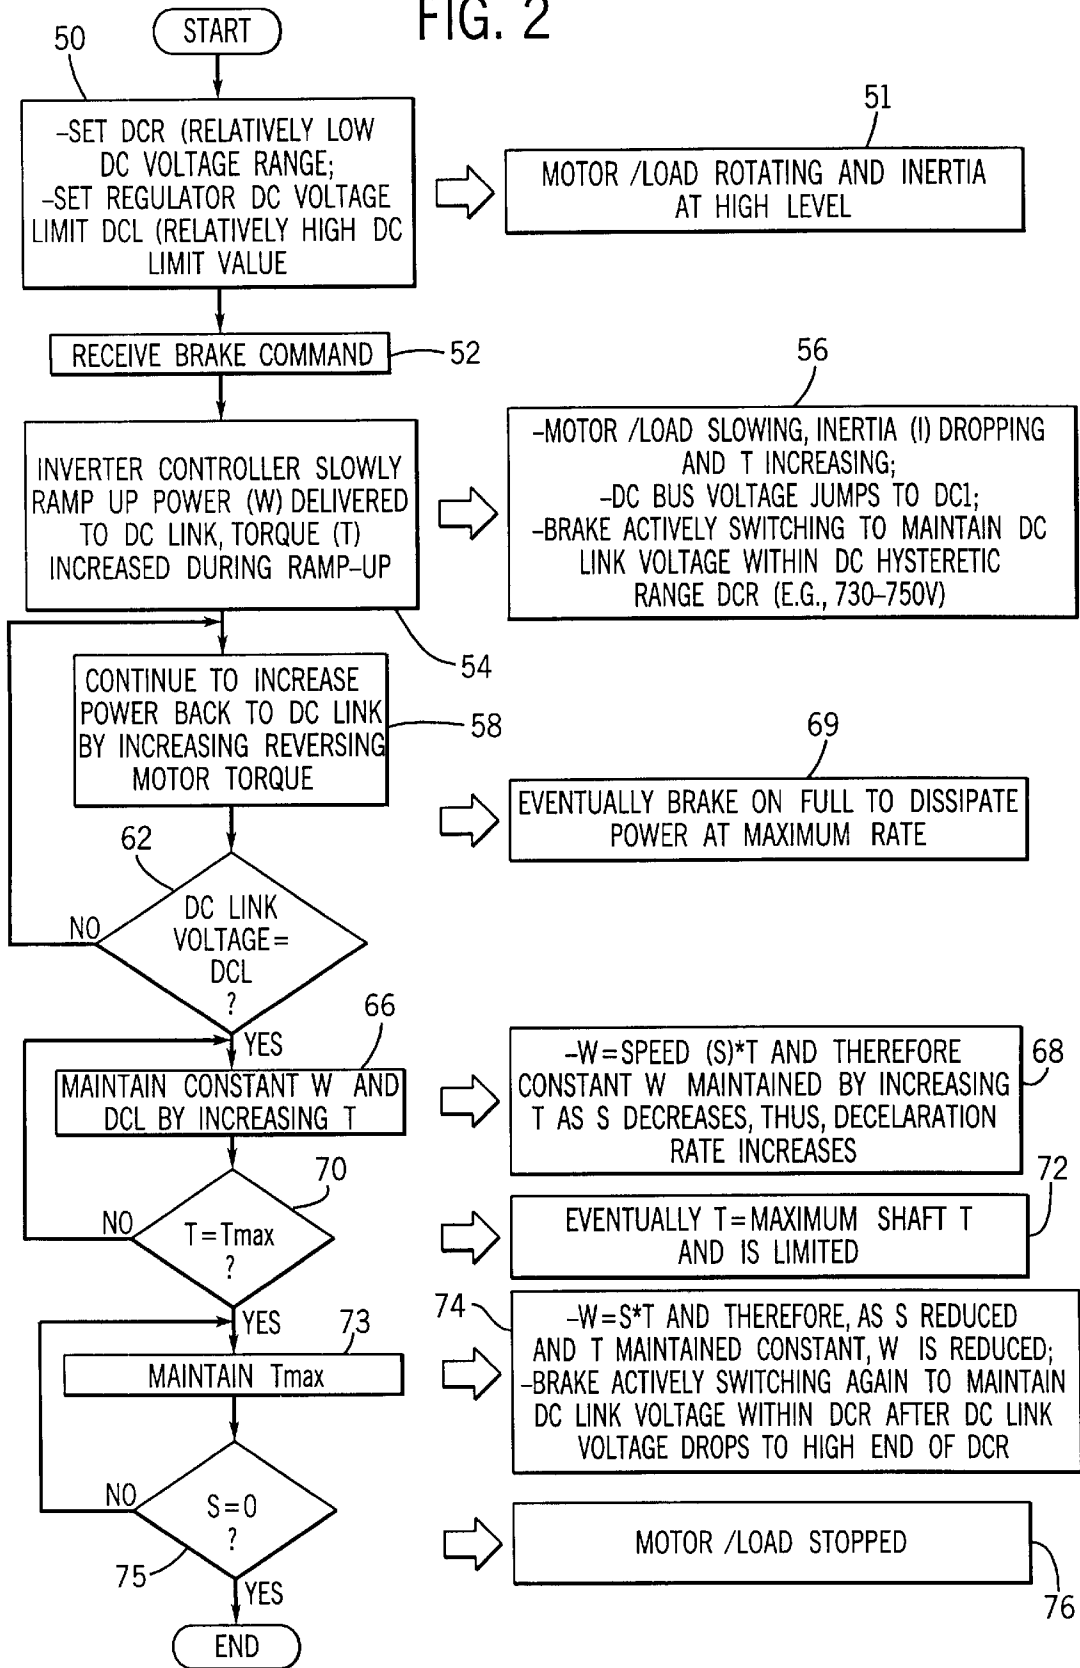 FIG. 2
START
50
-SET DCR (RELATIVELY LOW
DC VOLTAGE RANGE;
-SET REGULATOR DC VOLTAGE
LIMIT DCL (RELATIVELY HIGH DC
LIMIT VALUE
51
MOTOR /LOAD ROTATING AND INERTIA
AT HIGH LEVEL
RECEIVE BRAKE COMMAND
52
INVERTER CONTROLLER SLOWLY
RAMP UP POWER (W) DELIVERED
TO DC LINK, TORQUE (T)
INCREASED DURING RAMP-UP
54
56
-MOTOR /LOAD SLOWING, INERTIA (I) DROPPING
AND T INCREASING;
-DC BUS VOLTAGE JUMPS TO DC1;
-BRAKE ACTIVELY SWITCHING TO MAINTAIN DC
LINK VOLTAGE WITHIN DC HYSTERETIC
RANGE DCR (E.G., 730-750V)
CONTINUE TO INCREASE
POWER BACK TO DC LINK
BY INCREASING REVERSING
MOTOR TORQUE
58
69
EVENTUALLY BRAKE ON FULL TO DISSIPATE
POWER AT MAXIMUM RATE
62
DC LINK
VOLTAGE=
DCL
?
NO
YES
66
MAINTAIN CONSTANT W AND
DCL BY INCREASING T
68
-W=SPEED (S)*T AND THEREFORE
CONSTANT W MAINTAINED BY INCREASING
T AS S DECREASES, THUS, DECELARATION
RATE INCREASES
70
T=Tmax
?
NO
YES
72
EVENTUALLY T=MAXIMUM SHAFT T
AND IS LIMITED
73
MAINTAIN Tmax
74
-W=S*T AND THEREFORE, AS S REDUCED
AND T MAINTAINED CONSTANT, W IS REDUCED;
-BRAKE ACTIVELY SWITCHING AGAIN TO MAINTAIN
DC LINK VOLTAGE WITHIN DCR AFTER DC LINK
VOLTAGE DROPS TO HIGH END OF DCR
S=0
?
NO
75
YES
MOTOR /LOAD STOPPED
76
END